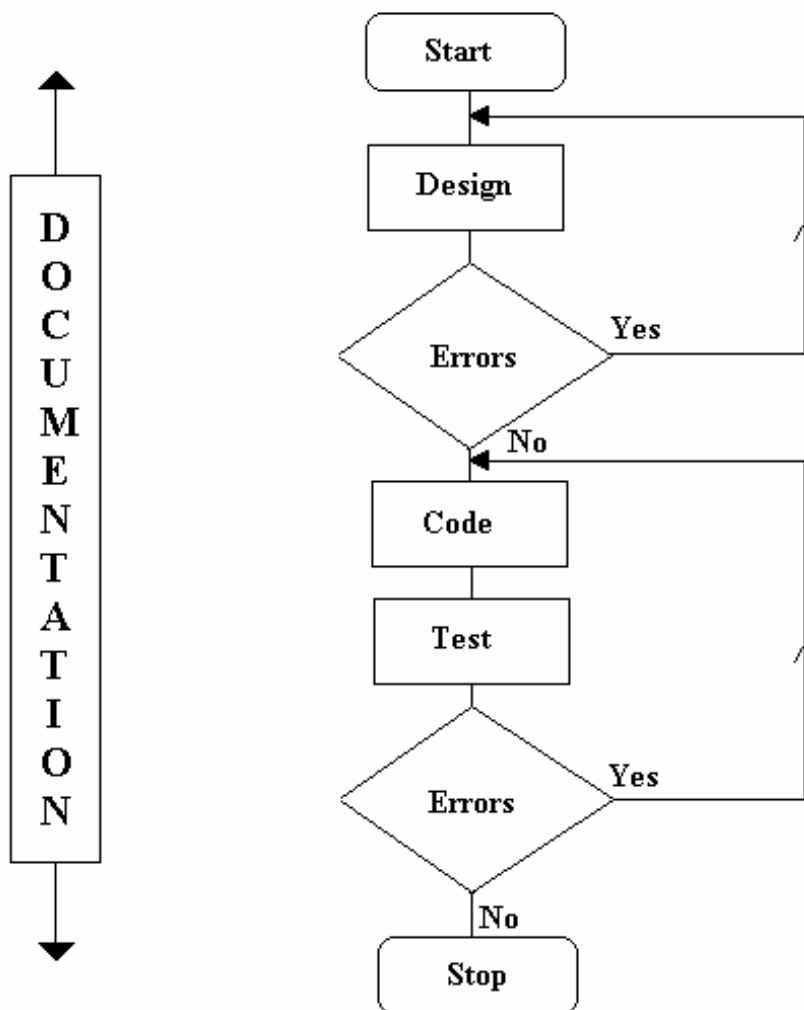 Start
Design
Errors
Yes
No
Code
Test
Errors
Yes
No
Stop
D
O
C
U
M
E
N
T
A
T
I
O
N